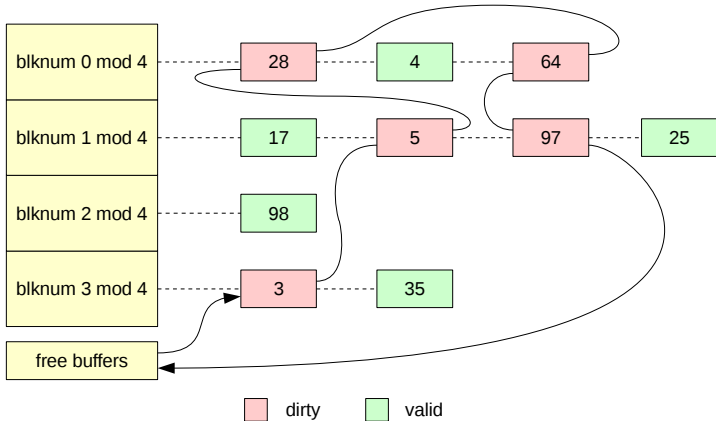 blknum 0 mod 4 28 4 64
blknum 1 mod 4 17 5 97 25
blknum 2 mod 4 98
blknum 3 mod 4 3 35
free buffers
dirty valid